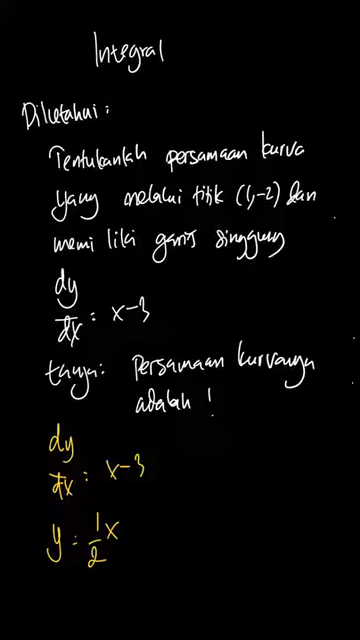 Integral
Diketahui:
Tentukanlah persamaan kurva
yang melalui titik (1,-2) dan
memiliki garis singgung
dy
dx = x-3
tanya: Persamaan kurvanya
adalah!
dy
dx = x-3
y = 1/2 x